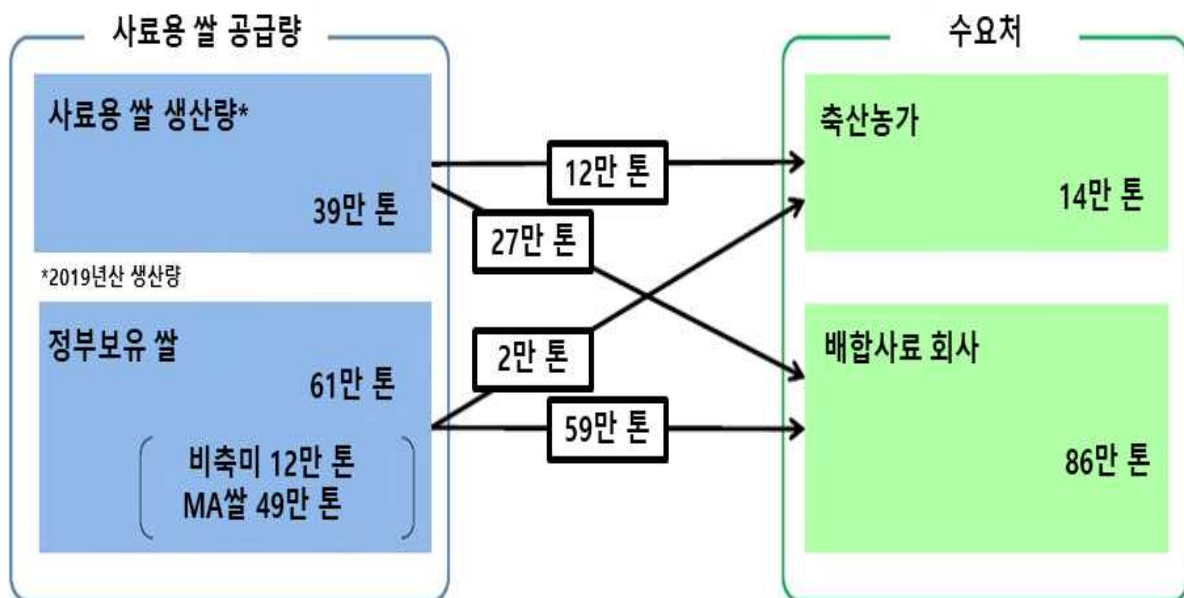 사료용 쌀 공급량
사료용 쌀 생산량*
39만 톤
*2019년산 생산량
정부보유 쌀
61만 톤
비축미 12만 톤
MA쌀 49만 톤
12만 톤
27만 톤
2만 톤
59만 톤
수요처
축산농가
14만 톤
배합사료 회사
86만 톤